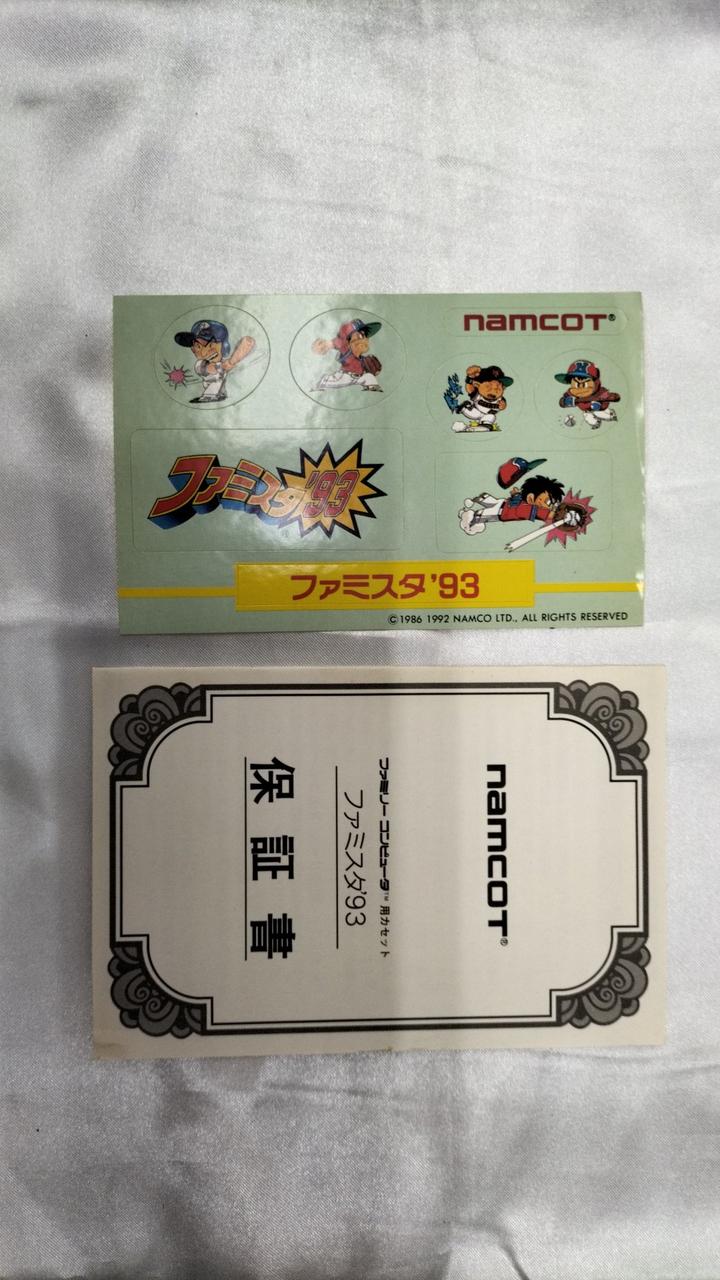 namcoT®
ファミスタ'93®
ファミスタ'93
© 1986 1992 NAMCO LTD., ALL RIGHTS RESERVED
namcoT®
ファミリー コンピュータ™ 用カセット
ファミスタ'93
保証書